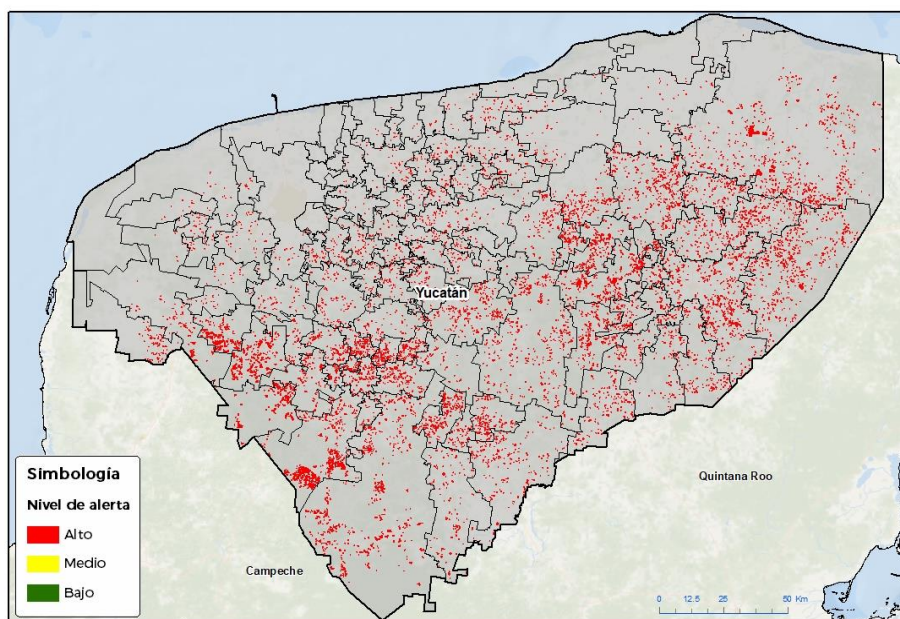 Yucatán
Quintana Roo
Campeche
Simbología
Nivel de alerta
Alto
Medio
Bajo
0 12.5 25 50 Km